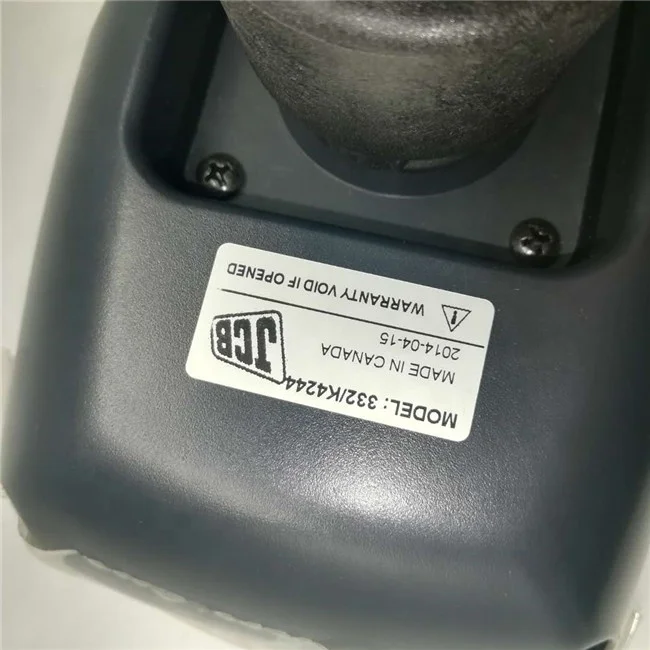 MODEL: 332/K4244
MADE IN CANADA
2014-04-15
JCB
WARRANTY VOID IF OPENED